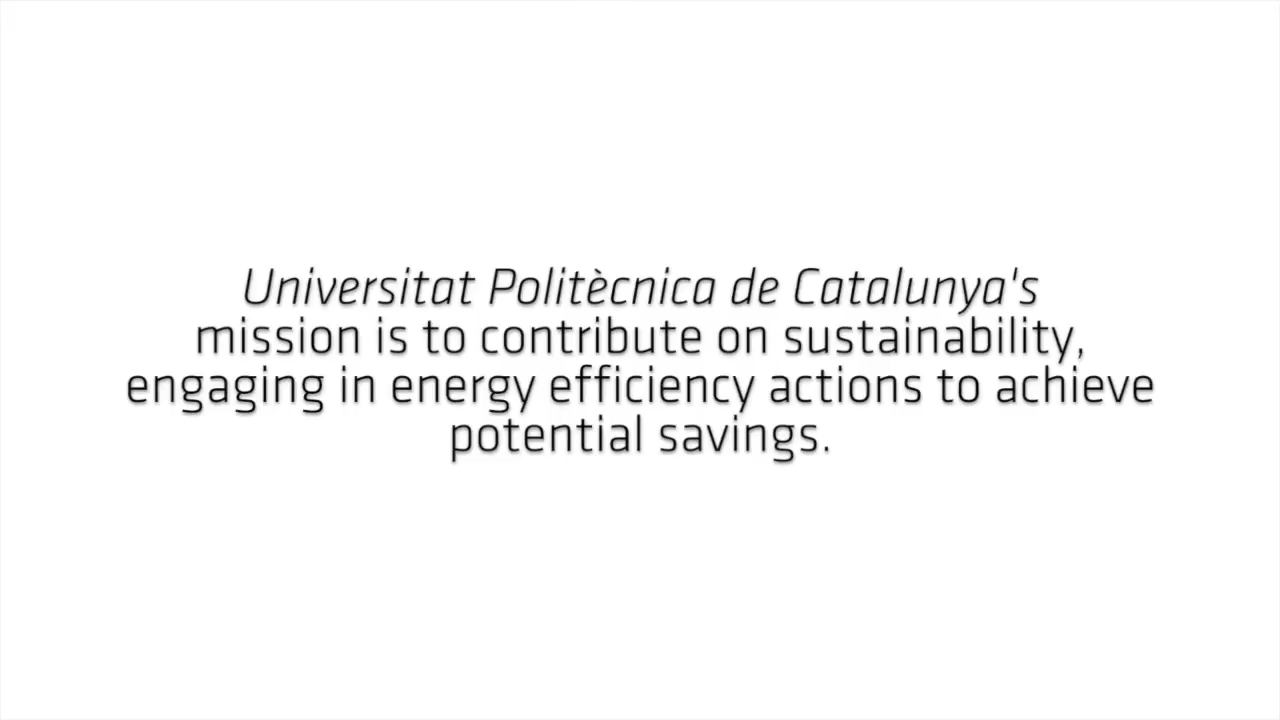 Universitat Politècnica de Catalunya's
mission is to contribute on sustainability,
engaging in energy efficiency actions to achieve
potential savings.